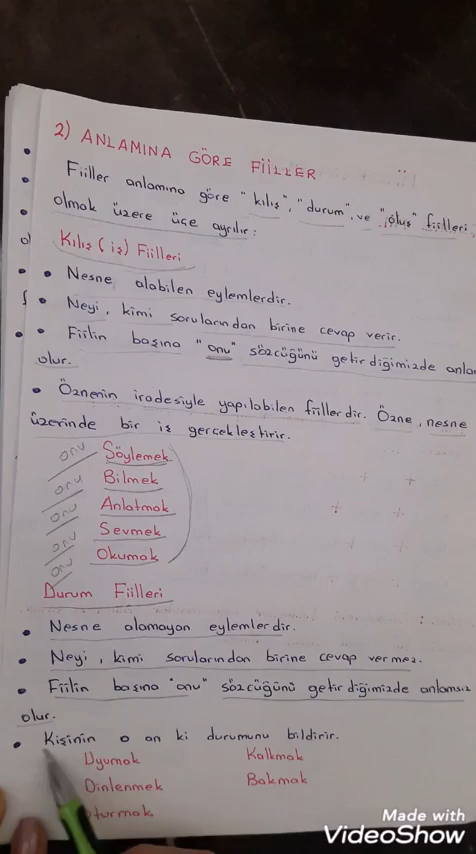 2) ANLAMINA GÖRE FİİLLER
Fiiller anlamına göre "kılış", "durum", ve "oluş" fiilleri,
olmak üzere üçe ayrılır:
Kılış (iş) Fiilleri
• Nesne alabilen eylemlerdir.
• Neyi, kimi sorularından birine cevap verir.
• Fiilin başına "onu" sözcüğünü getirdiğimizde
olur.
• Öznenin iradesiyle yapılabilen fiillerdir. Özne, nesne
üzerinde bir iş gerçekleştirir.
onu Söylemek
onu Bilmek
onu Anlatmak
onu Sevmek
onu Okumak
Durum Fiilleri
• Nesne alamayan eylemlerdir.
• Neyi, kimi sorularından birine cevap vermez.
• Fiilin başına "onu" sözcüğünü getirdiğimizde anlamsız
olur.
• Kişinin o an ki durumunu bildirir.
Uyumak Kalkmak
Dinlenmek Bakmak
Made with
VideoShow